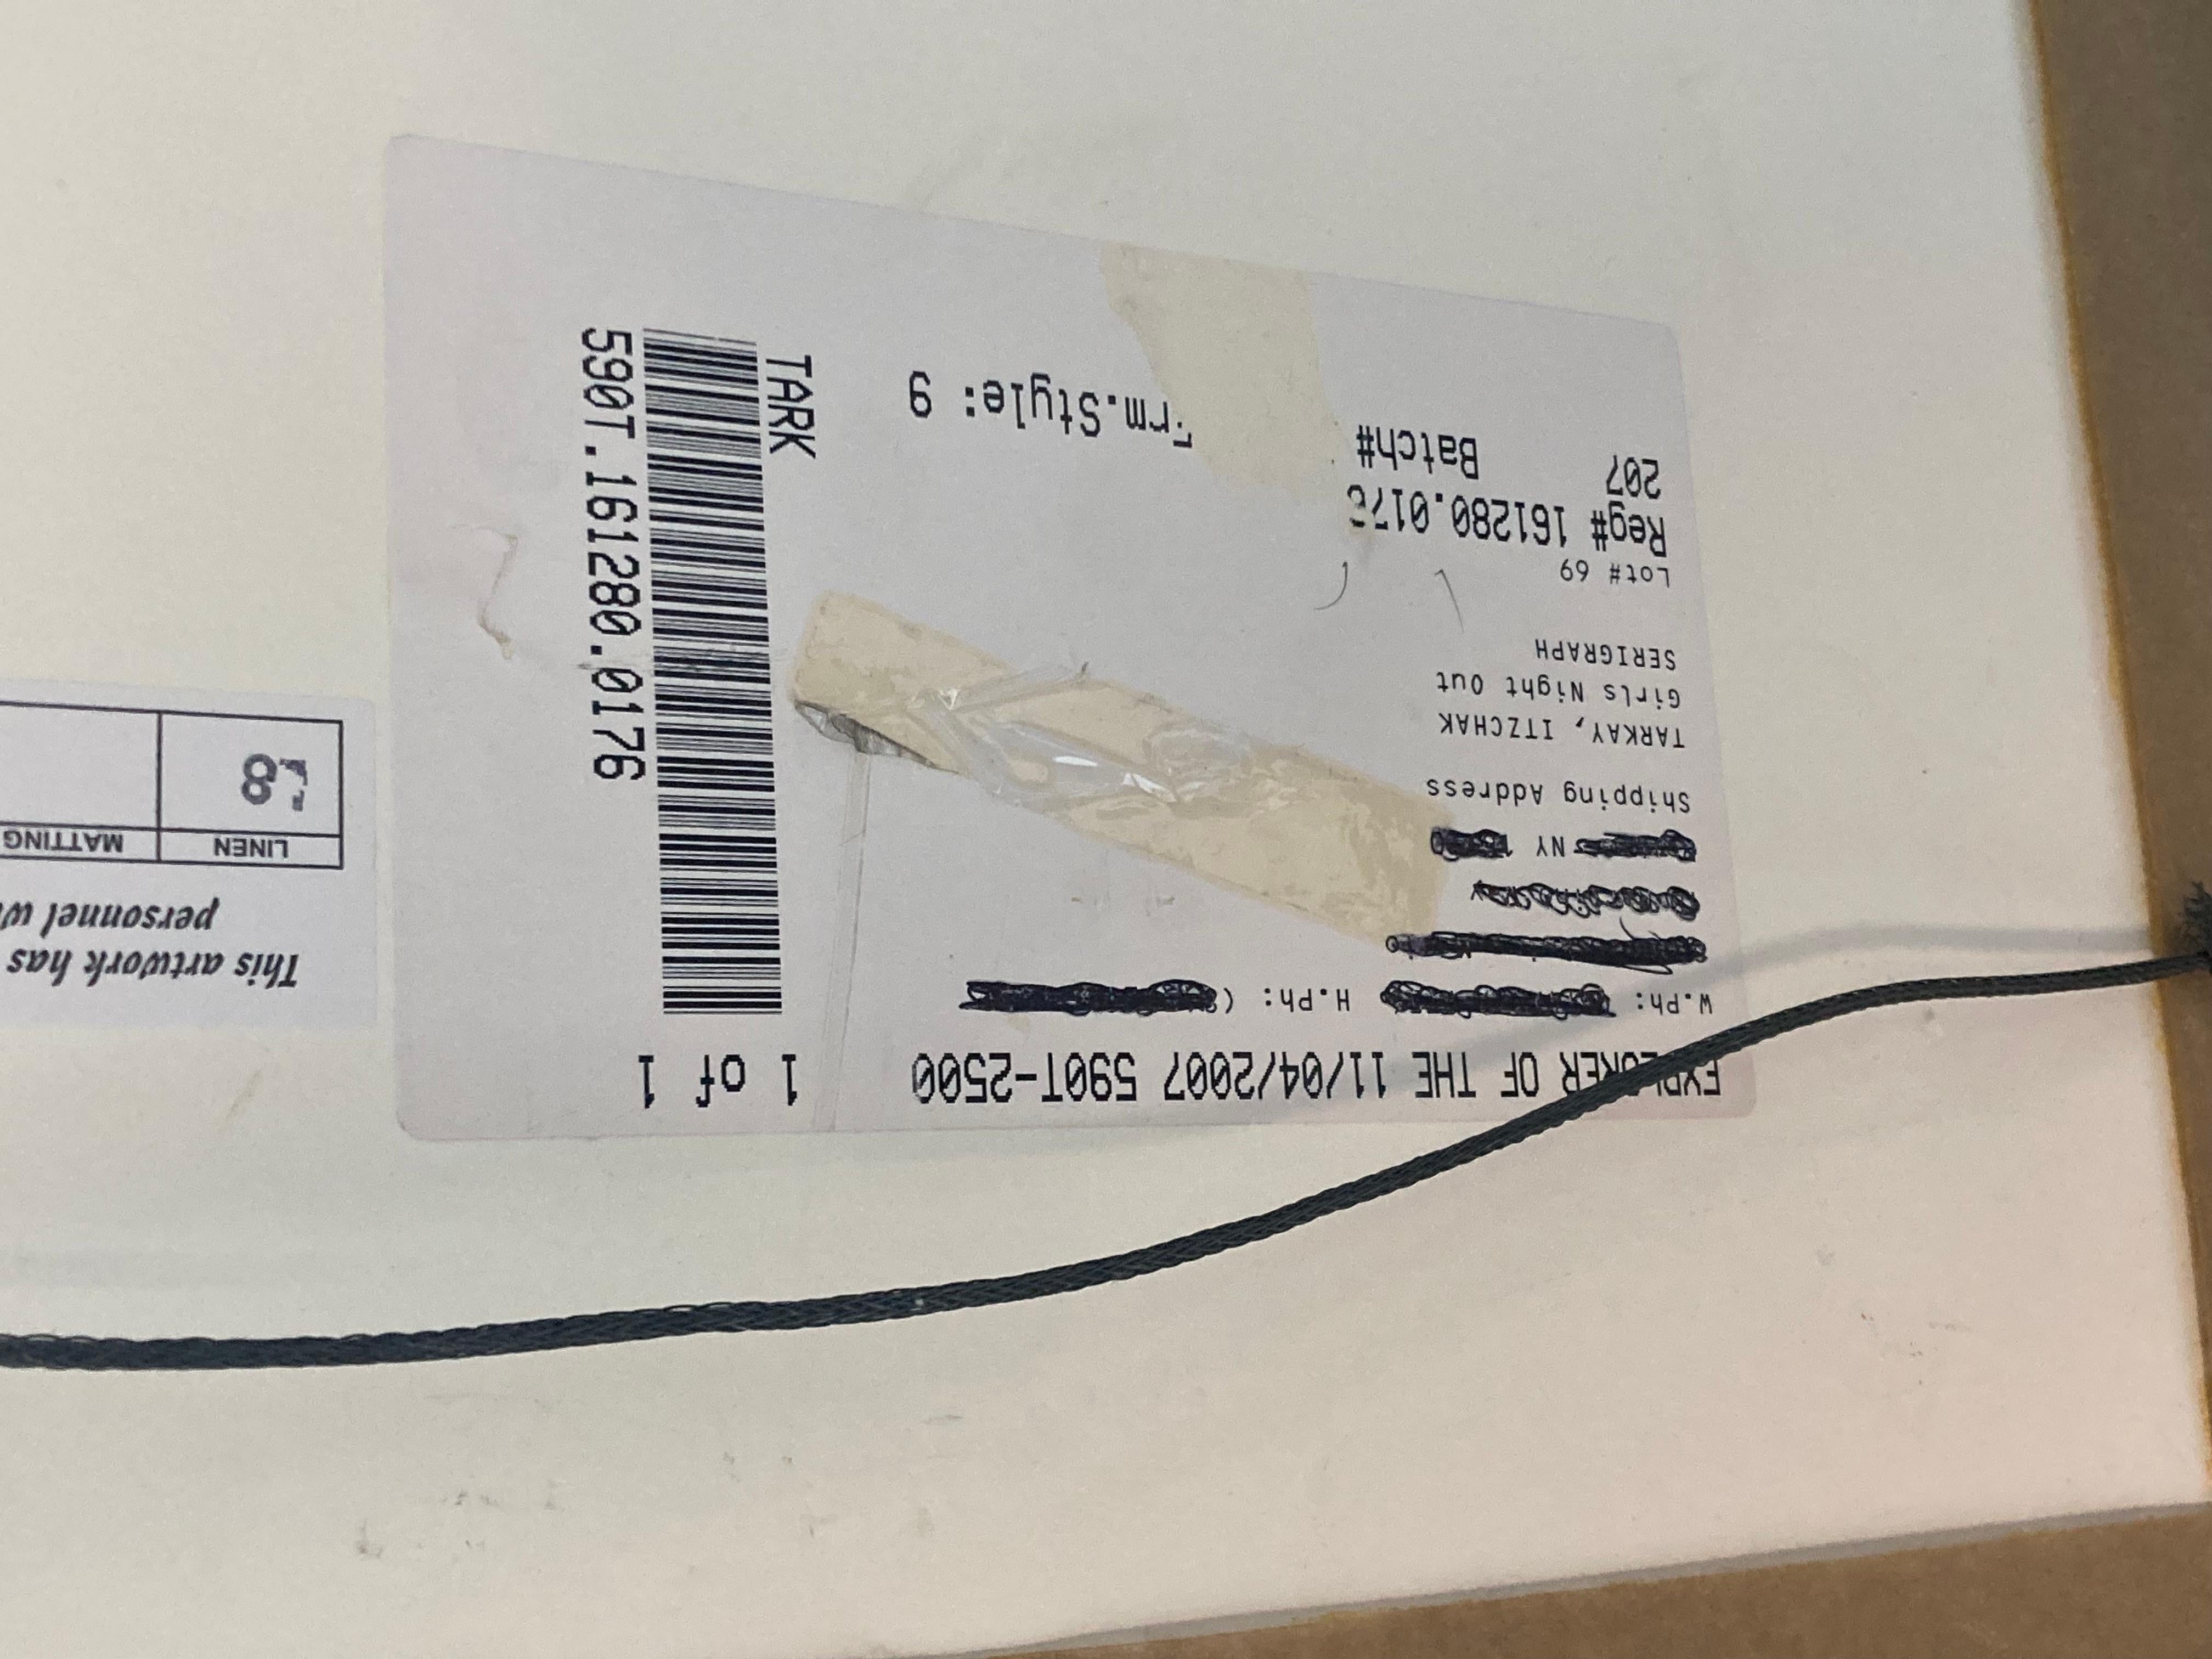 EXPLORER OF THE 11/04/2007 590T-2500 1 of 1
W.Ph: H.Ph: (
NY
Shipping Address
TARKAY, ITZCHAK
Girls Night Out
SERIGRAPH
Lot# 69
Reg# 161280.0176
207 Batch#
Frm.Style: 9
TARK
590T.161280.0176
This artwork has
personnel
LINEN MATTING